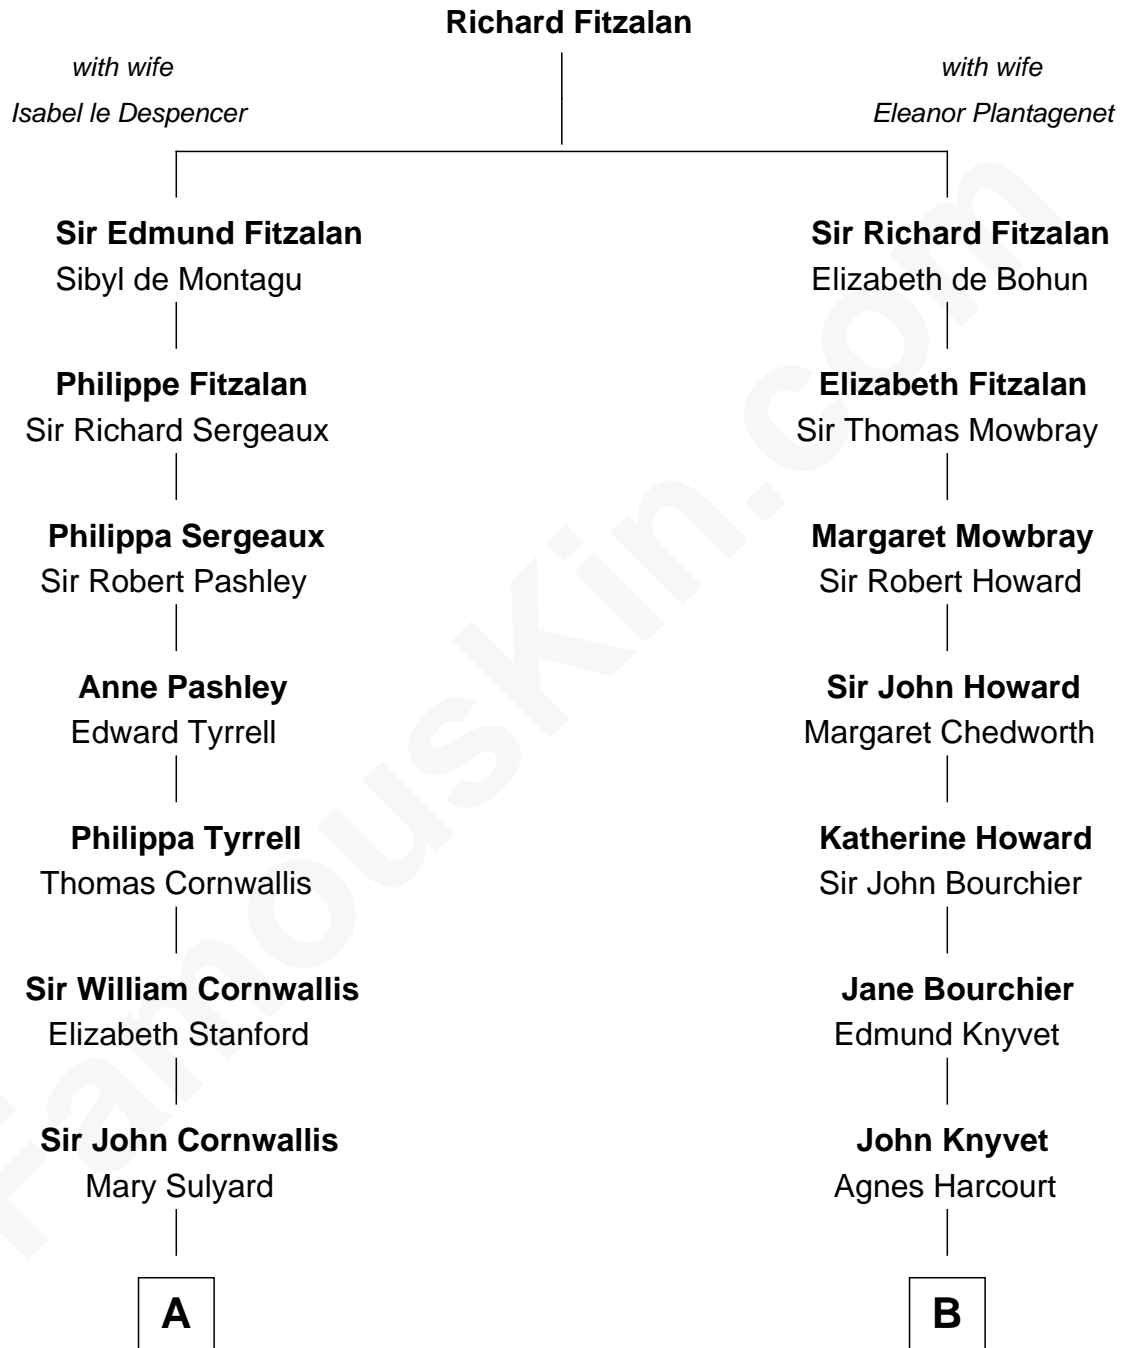 Richard Fitzalan
with wife
Isabel le Despencer
with wife
Eleanor Plantagenet
Sir Edmund Fitzalan
Sibyl de Montagu
Sir Richard Fitzalan
Elizabeth de Bohun
Philippe Fitzalan
Sir Richard Sergeaux
Elizabeth Fitzalan
Sir Thomas Mowbray
Philippa Sergeaux
Sir Robert Pashley
Margaret Mowbray
Sir Robert Howard
Anne Pashley
Edward Tyrrell
Sir John Howard
Margaret Chedworth
Philippa Tyrrell
Thomas Cornwallis
Katherine Howard
Sir John Bourchier
Sir William Cornwallis
Elizabeth Stanford
Jane Bourchier
Edmund Knyvet
Sir John Cornwallis
Mary Sulyard
John Knyvet
Agnes Harcourt
A
B
FamousKin.com